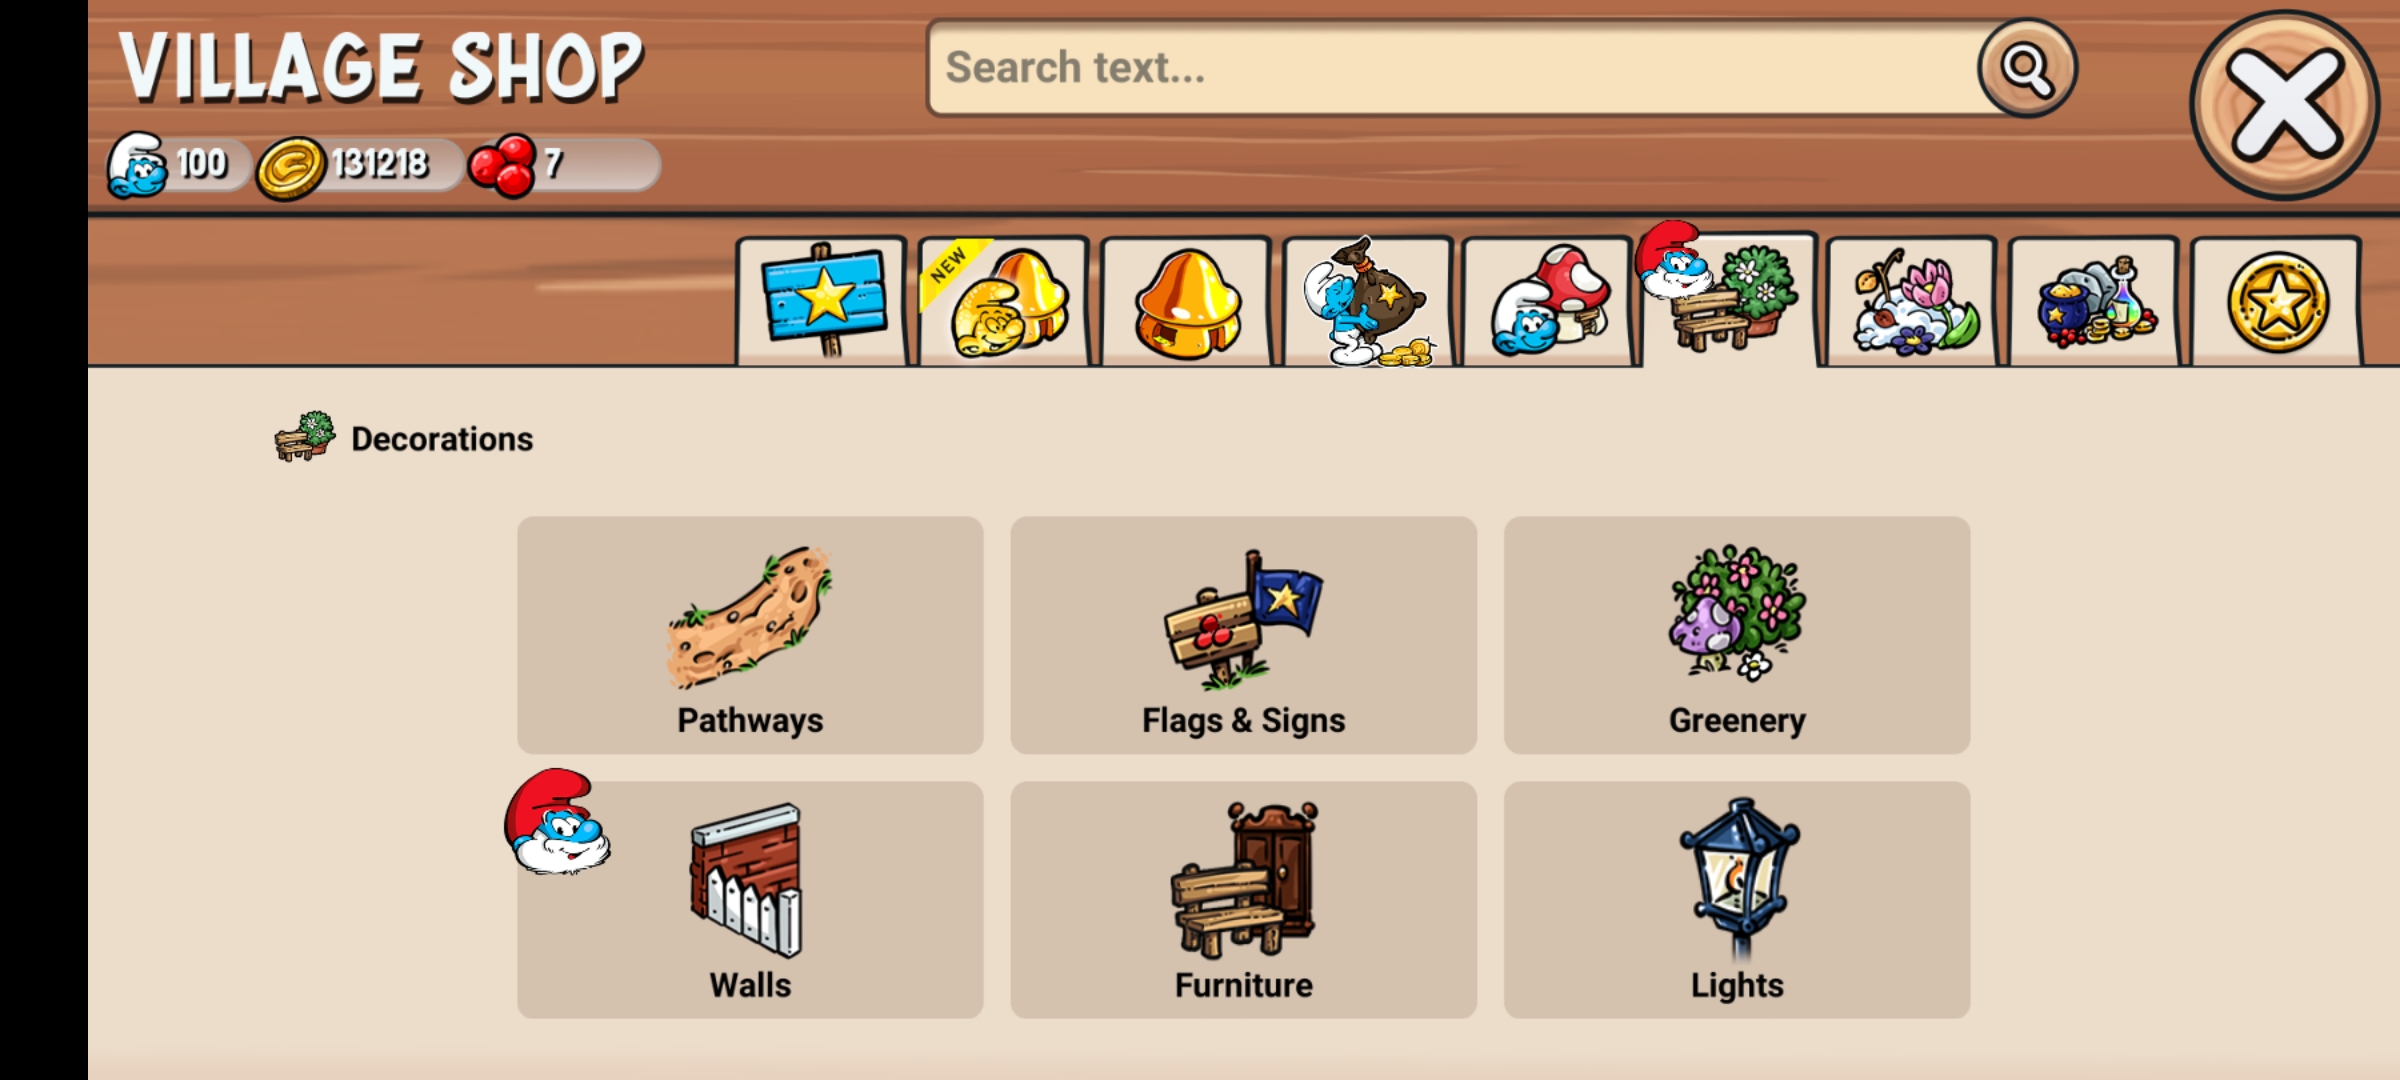 VILLAGE SHOP
Search text...
100
131218
7
NEW
Decorations
Pathways
Flags & Signs
Greenery
Walls
Furniture
Lights